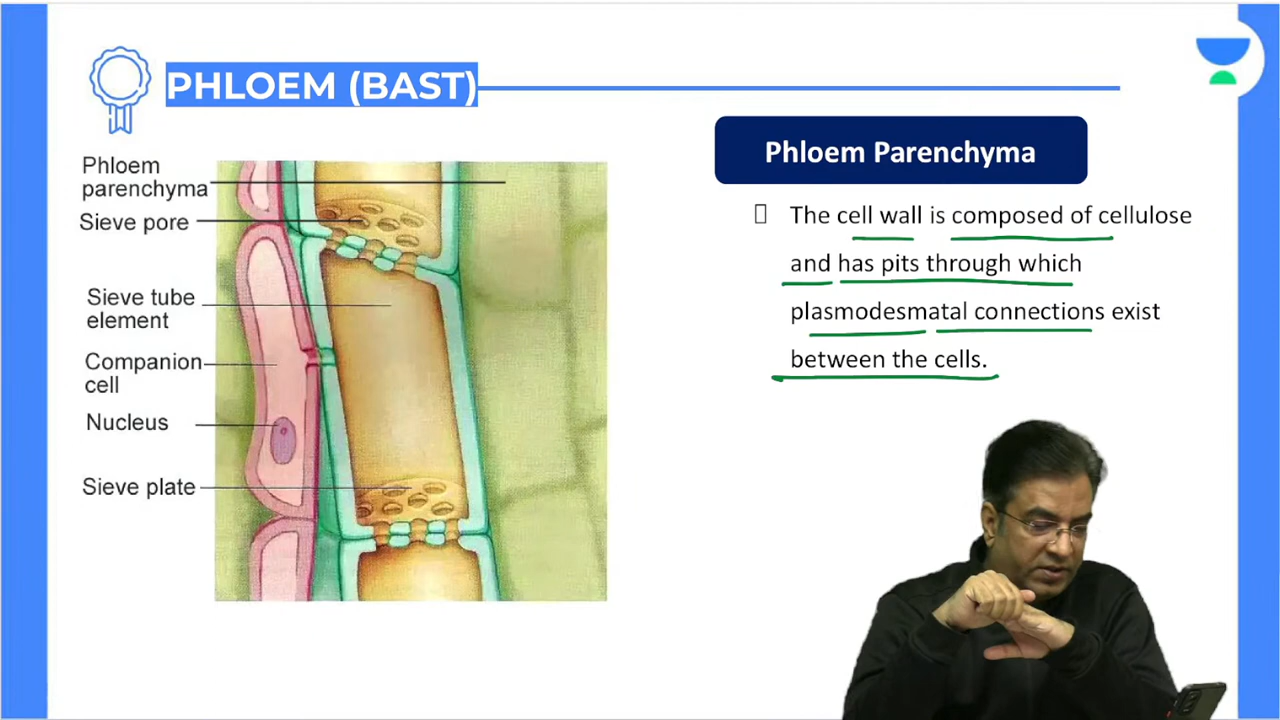 PHLOEM (BAST)
Phloem
parenchyma
Sieve pore
Sieve tube
element
Companion
cell
Nucleus
Sieve plate
Phloem Parenchyma
The cell wall is composed of cellulose
and has pits through which
plasmodesmatal connections exist
between the cells.